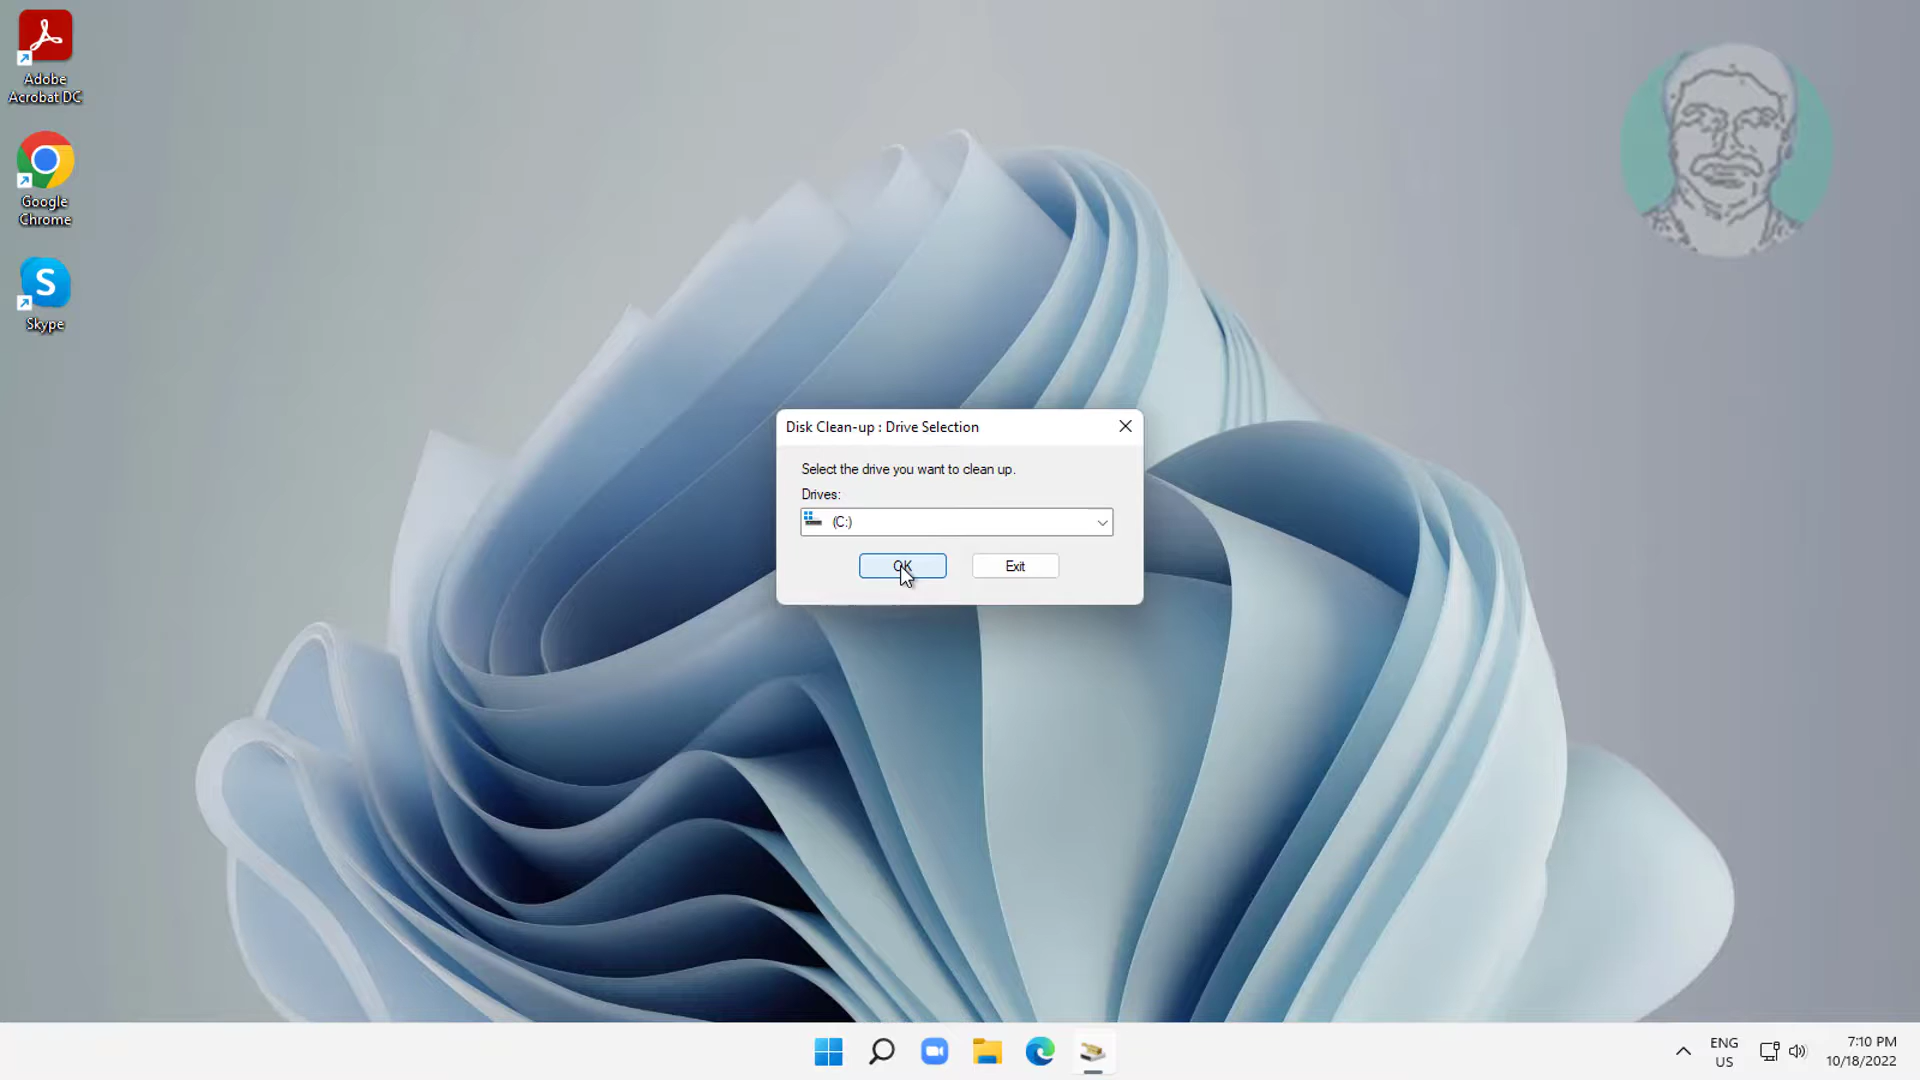 Adobe
Acrobat DC
Google
Chrome
S
Skype
Disk Clean-up : Drive Selection
Select the drive you want to clean up.
Drives:
(C:)
OK
Exit
ENG
US
7:10 PM
10/18/2022